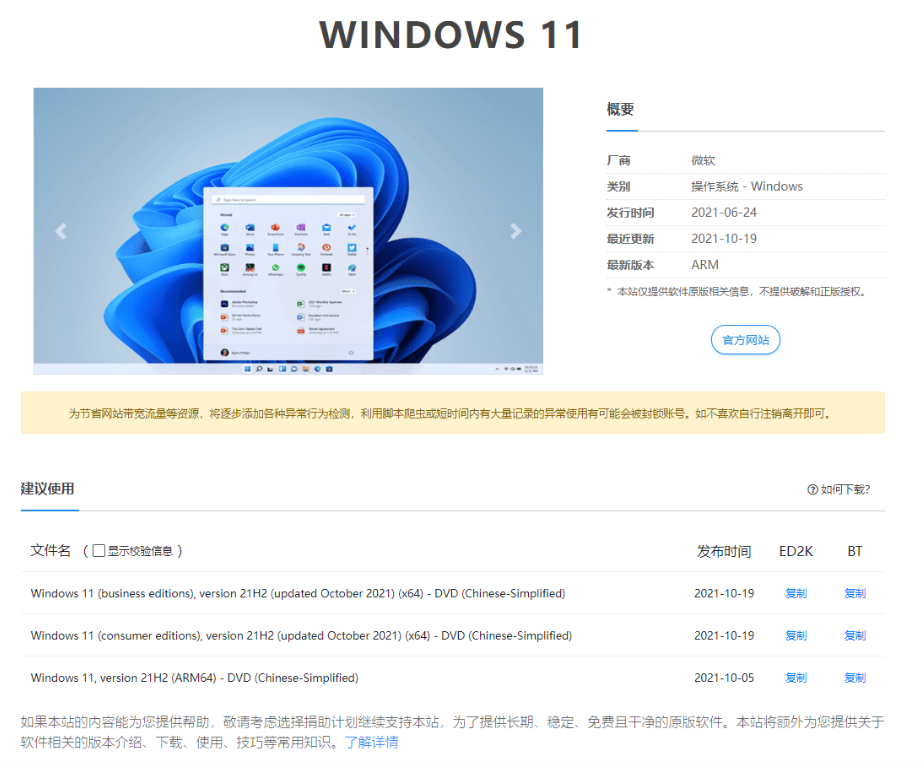 WINDOWS 11
Type here to search
Pinned
All apps
Recommended
More
概要
厂商 微软
类别 操作系统 - Windows
发行时间 2021-06-24
最近更新 2021-10-19
最新版本 ARM
* 本站仅提供软件原版相关信息，不提供破解和正版授权。
官方网站
为节省网站带宽流量等资源，将逐步添加各种异常行为检测，利用脚本爬虫或短时间内有大量记录的异常使用有可能会被封锁账号。如不喜欢自行注销离开即可。
建议使用 如何下载?
文件名 ( 显示校验信息 ) 发布时间 ED2K BT
Windows 11 (business editions), version 21H2 (updated October 2021) (x64) - DVD (Chinese-Simplified) 2021-10-19 复制 复制
Windows 11 (consumer editions), version 21H2 (updated October 2021) (x64) - DVD (Chinese-Simplified) 2021-10-19 复制 复制
Windows 11, version 21H2 (ARM64) - DVD (Chinese-Simplified) 2021-10-05 复制 复制
如果本站的内容能为您提供帮助，敬请考虑选择捐助计划继续支持本站，为了提供长期、稳定、免费且干净的原版软件。本站将额外为您提供关于
软件相关的版本介绍、下载、使用、技巧等常用知识。了解详情